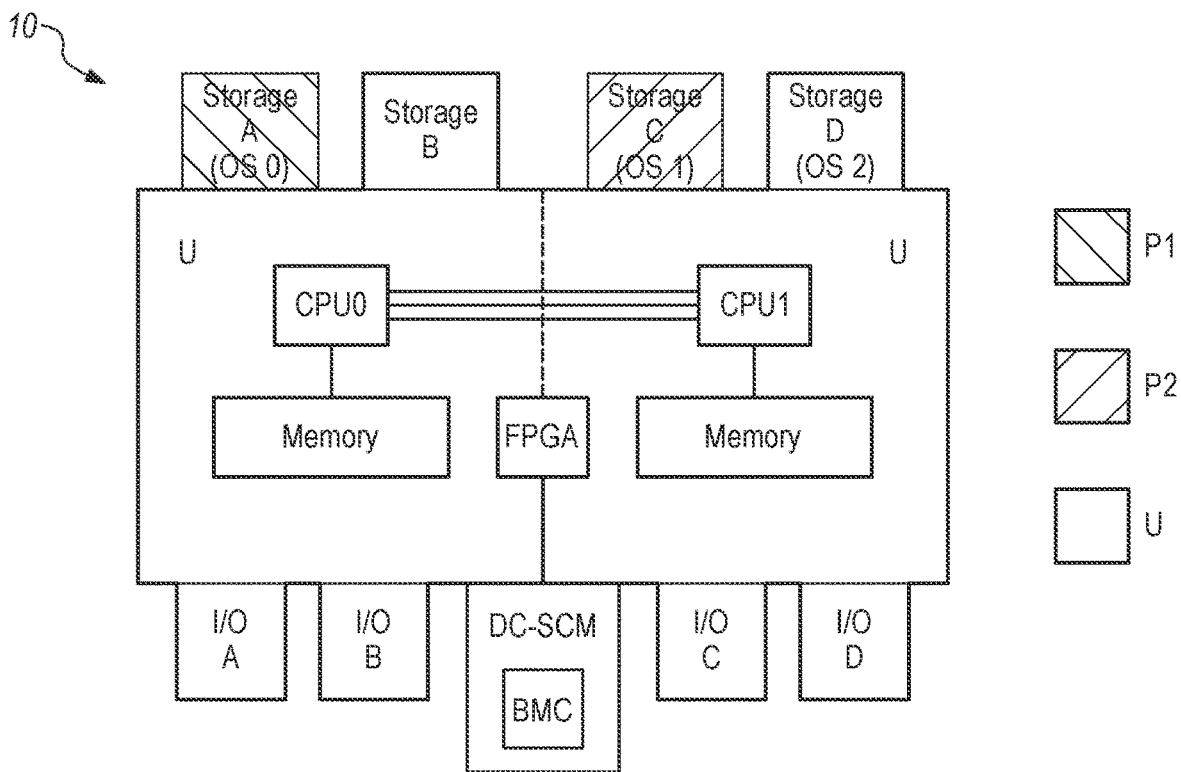 10
Storage
A
(OS 0)
Storage
B
Storage
C
(OS 1)
Storage
D
(OS 2)
U
U
CPU0
CPU1
Memory
FPGA
Memory
I/O
A
I/O
B
DC-SCM
BMC
I/O
C
I/O
D
P1
P2
U